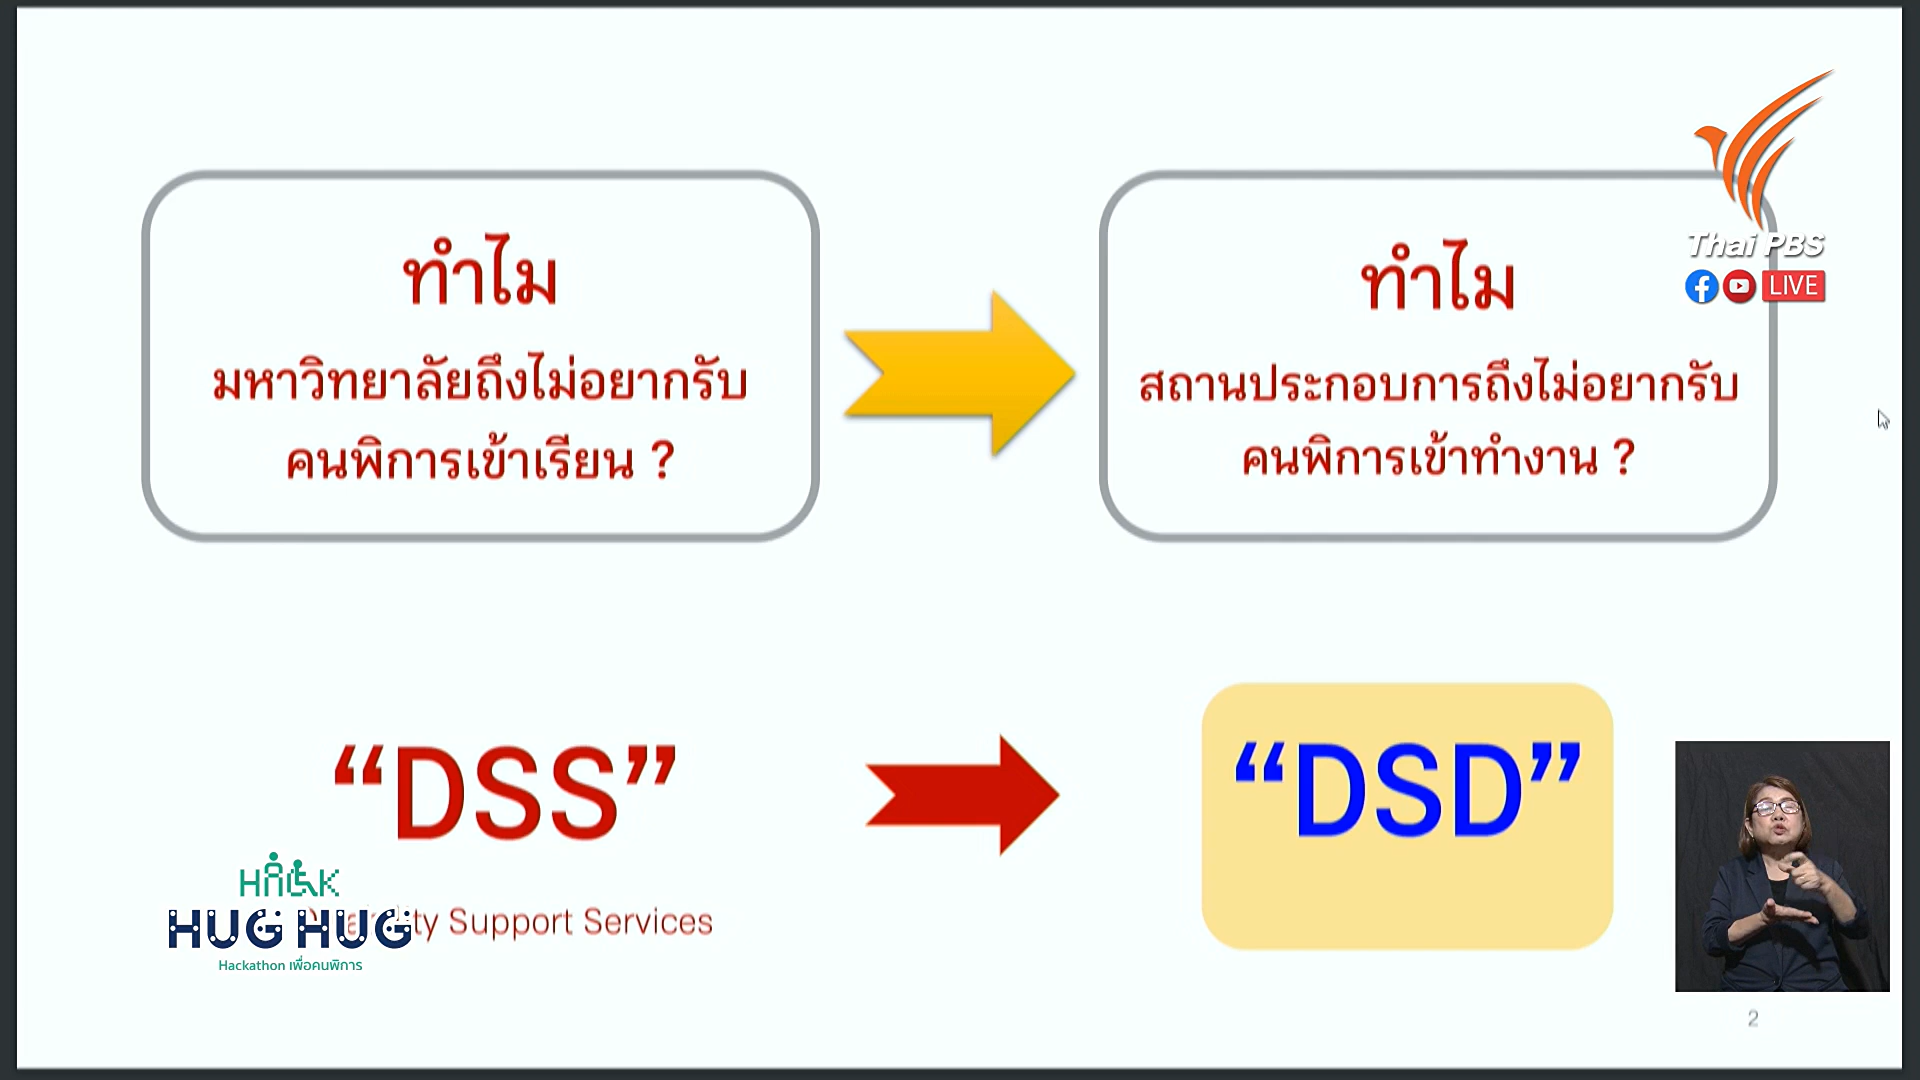 ทำไม
มหาวิทยาลัยถึงไม่อยากรับ
คนพิการเข้าเรียน ?
ทำไม
สถานประกอบการถึงไม่อยากรับ
คนพิการเข้าทำงาน ?
Thai PBS
LIVE
“DSS”
“DSD”
Support Services
HACK
HUG HUG
Hackathon เพื่อคนพิการ
2